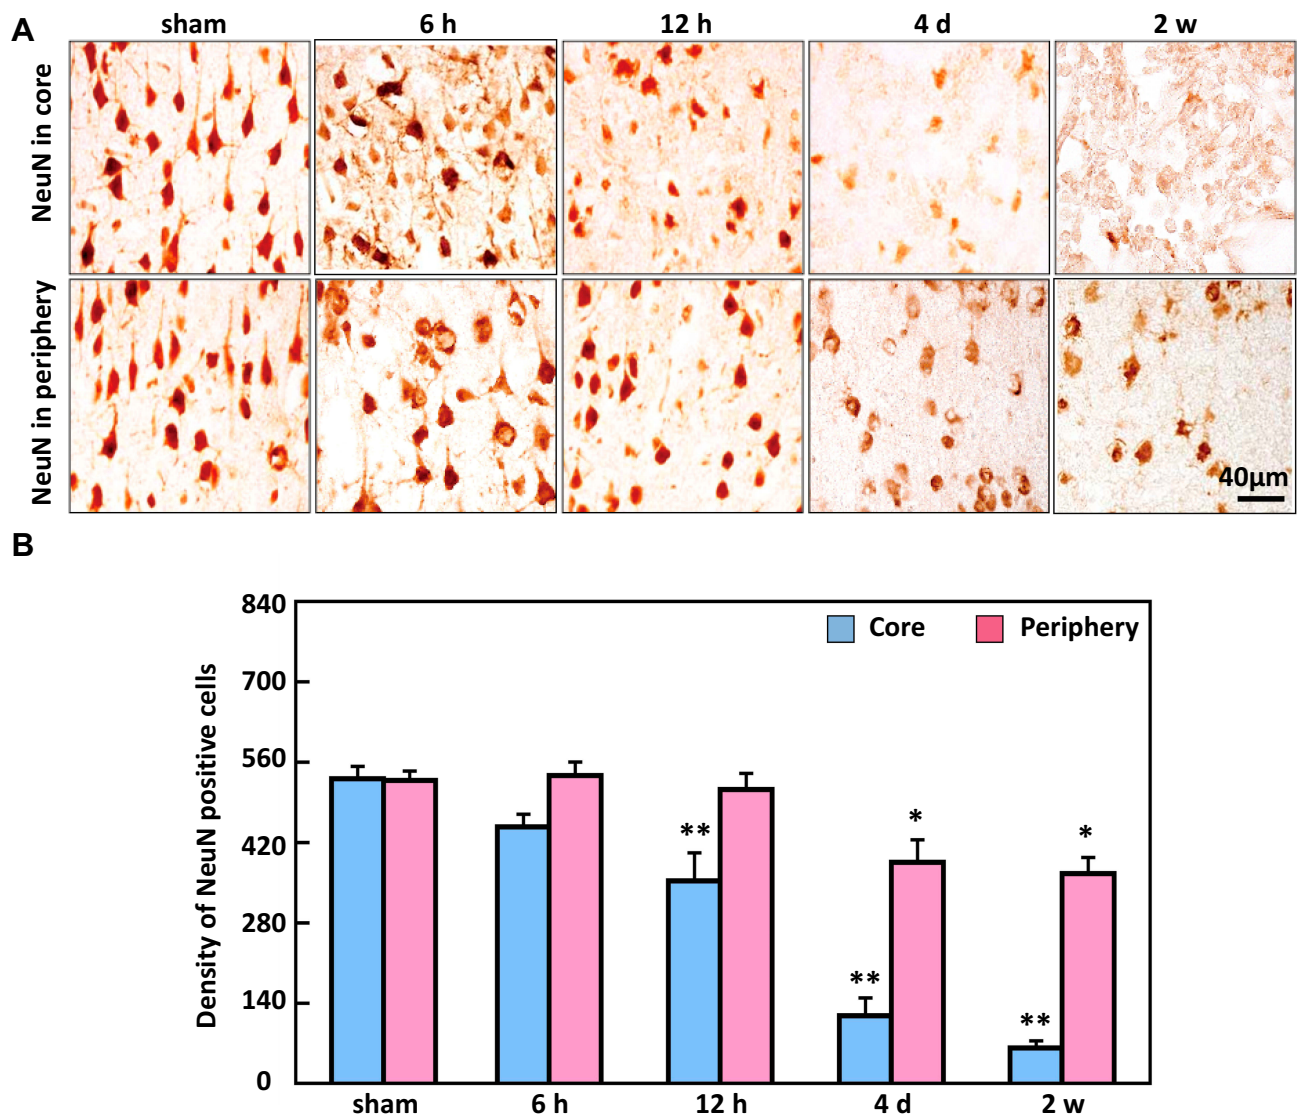 A
sham 6 h 12 h 4 d 2 w
NeuN in core
NeuN in periphery
40μm
B
Density of NeuN positive cells
840
700
560
420
280
140
0
Core Periphery
**
*
*
**
**
sham 6 h 12 h 4 d 2 w